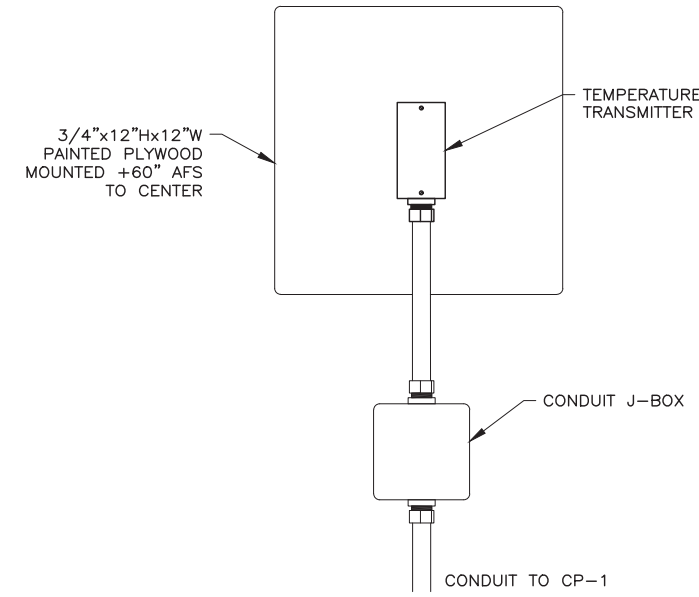 3/4”x12”Hx12”W
PAINTED PLYWOOD
MOUNTED +60” AFS
TO CENTER
TEMPERATURE
TRANSMITTER
CONDUIT J-BOX
CONDUIT TO CP-1